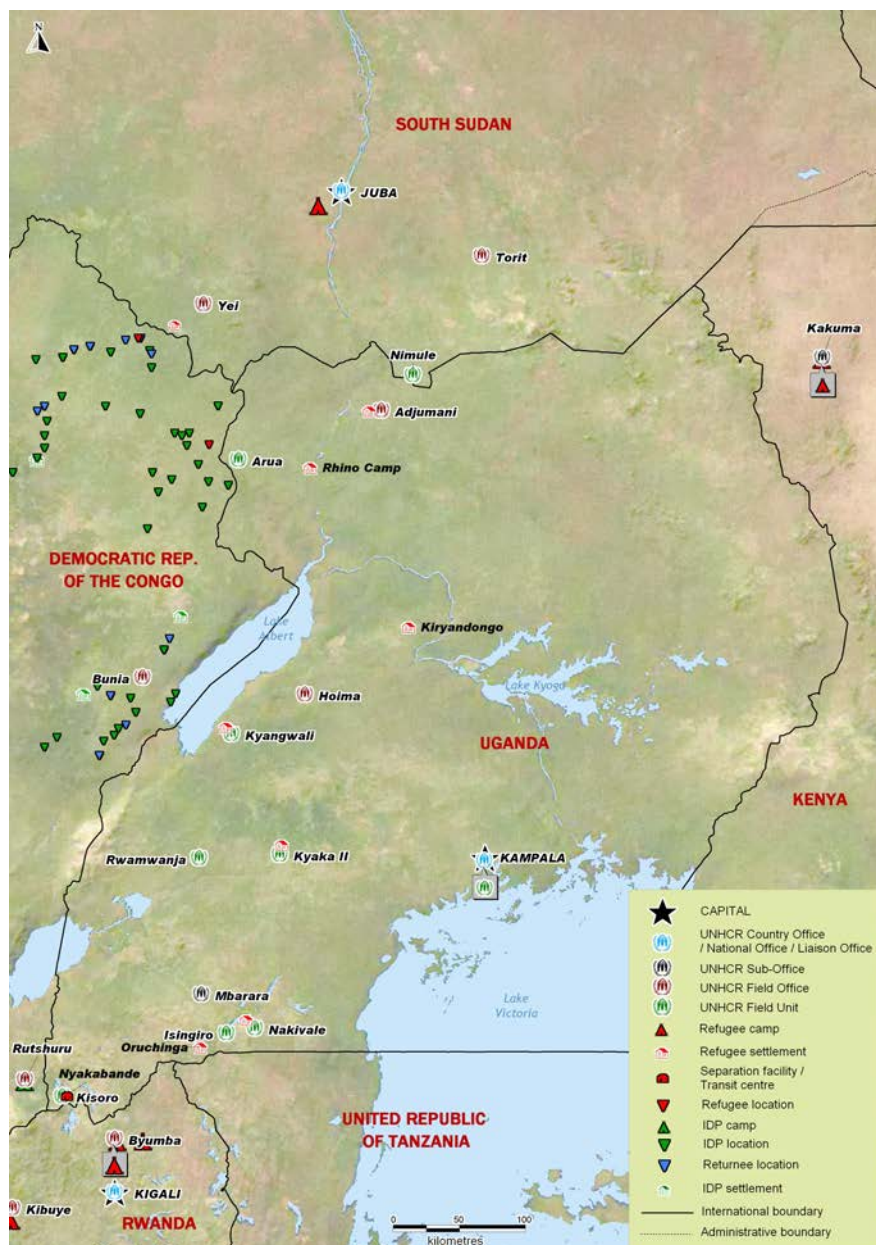 N
SOUTH SUDAN
JUBA
Torit
Yei
Kakuma
Nimule
Adjumani
Arua
Rhino Camp
DEMOCRATIC REP.
OF THE CONGO
Lake
Albert
Kiryandongo
Bunia
Hoima
Lake Kyoga
Kyangwali
UGANDA
KENYA
Rwamwanja
Kyaka II
KAMPALA
Mbarara
Lake
Victoria
Isingiro
Nakivale
Oruchinga
Rutshuru
Nyakabande
Kisoro
UNITED REPUBLIC
OF TANZANIA
Byumba
KIGALI
Kibuye
RWANDA
0 50 100
kilometres
CAPITAL
UNHCR Country Office
/ National Office / Liaison Office
UNHCR Sub-Office
UNHCR Field Office
UNHCR Field Unit
Refugee camp
Refugee settlement
Separation facility /
Transit centre
Refugee location
IDP camp
IDP location
Returnee location
IDP settlement
International boundary
Administrative boundary